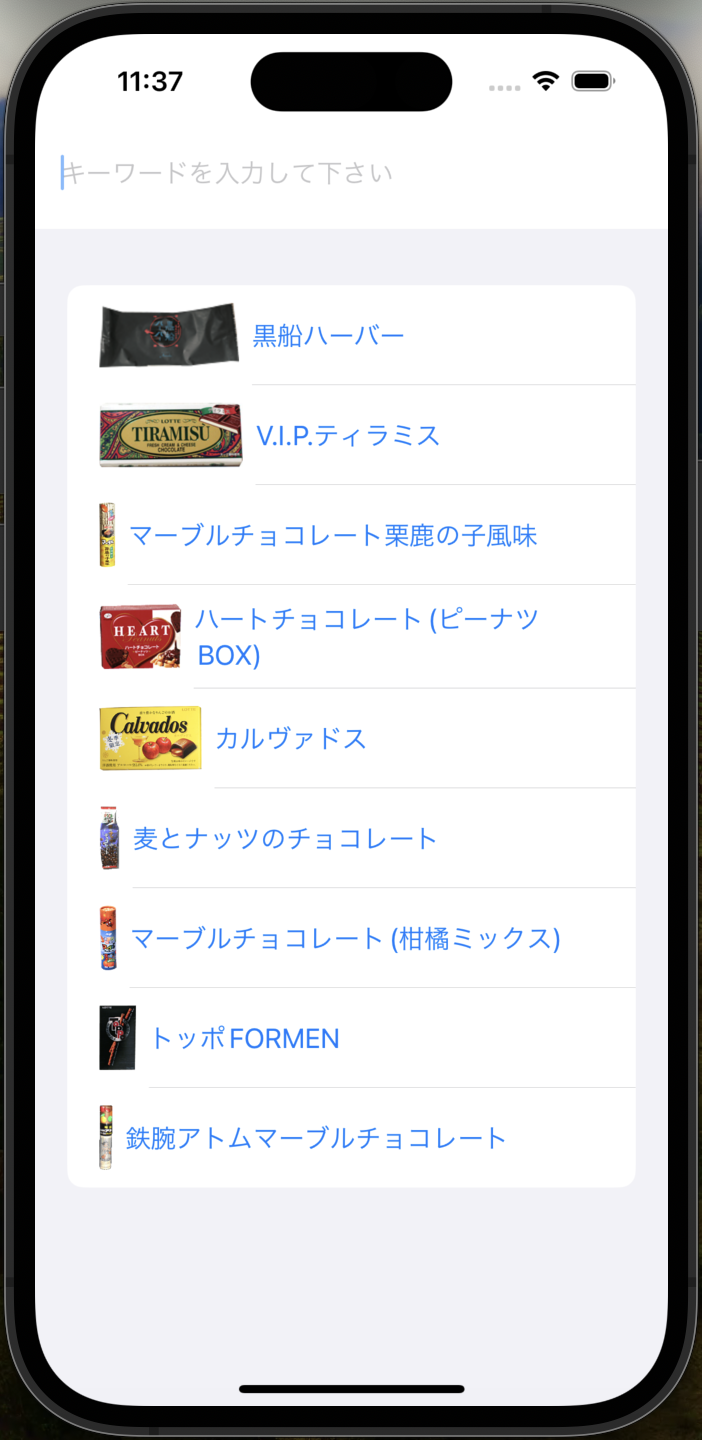 11:37
キーワードを入力して下さい
黒船ハーバー
LOTTE
TIRAMISU
FRESH CREAM & CHEESE
CHOCOLATE
V.I.P.ティラミス
マーブルチョコレート栗鹿の子風味
HEART
Peanuts
ハートチョコレート
ハートチョコレート (ピーナツ
BOX)
Calvados
冬季
限定
カルヴァドス
麦とナッツのチョコレート
マーブルチョコレート (柑橘ミックス)
トッポFORMEN
鉄腕アトムマーブルチョコレート